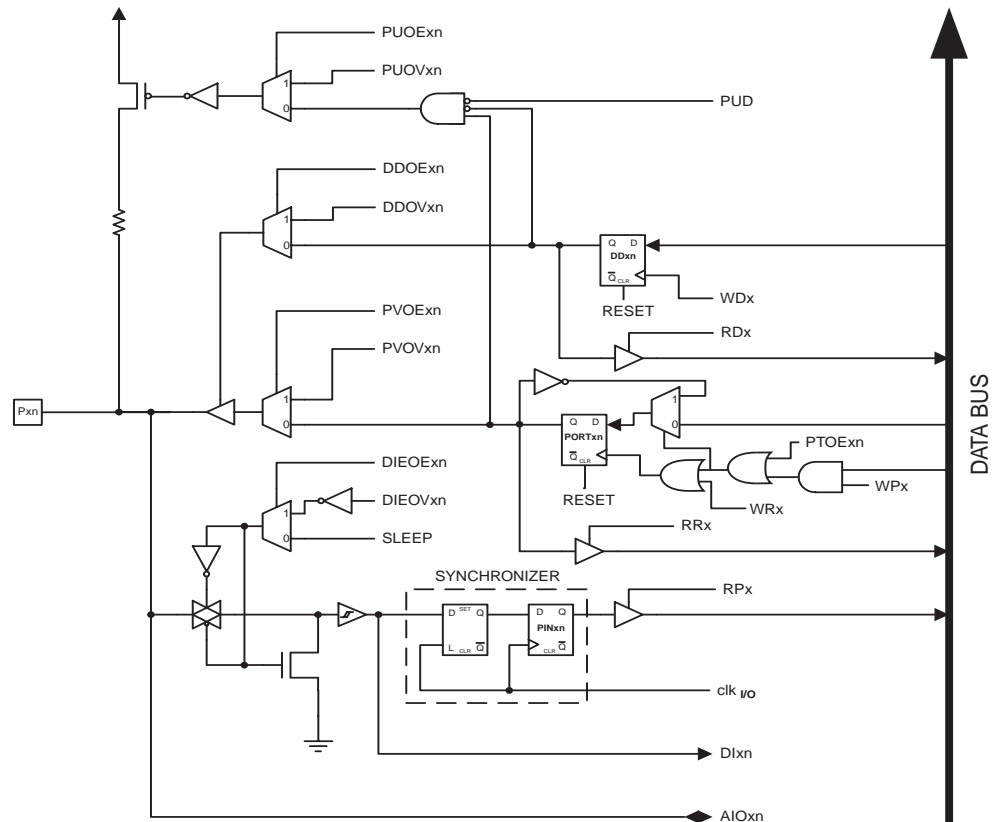 PUOExn
PUOVxn
1
0
PUD
DDOExn
DDOVxn
1
0
Q D
DDxn
Q CLR
WDx
RESET
RDx
PVOExn
PVOVxn
1
0
Pxn
1
0
Q D
PORTxn
Q CLR
PTOExn
WPx
RESET
WRx
RRx
DIEOExn
DIEOVxn
1
0
SLEEP
SYNCHRONIZER
RPx
D SET Q
L CLR Q
D Q
PINxn
CLR Q
clk I/O
DIxn
AIOxn
DATA BUS